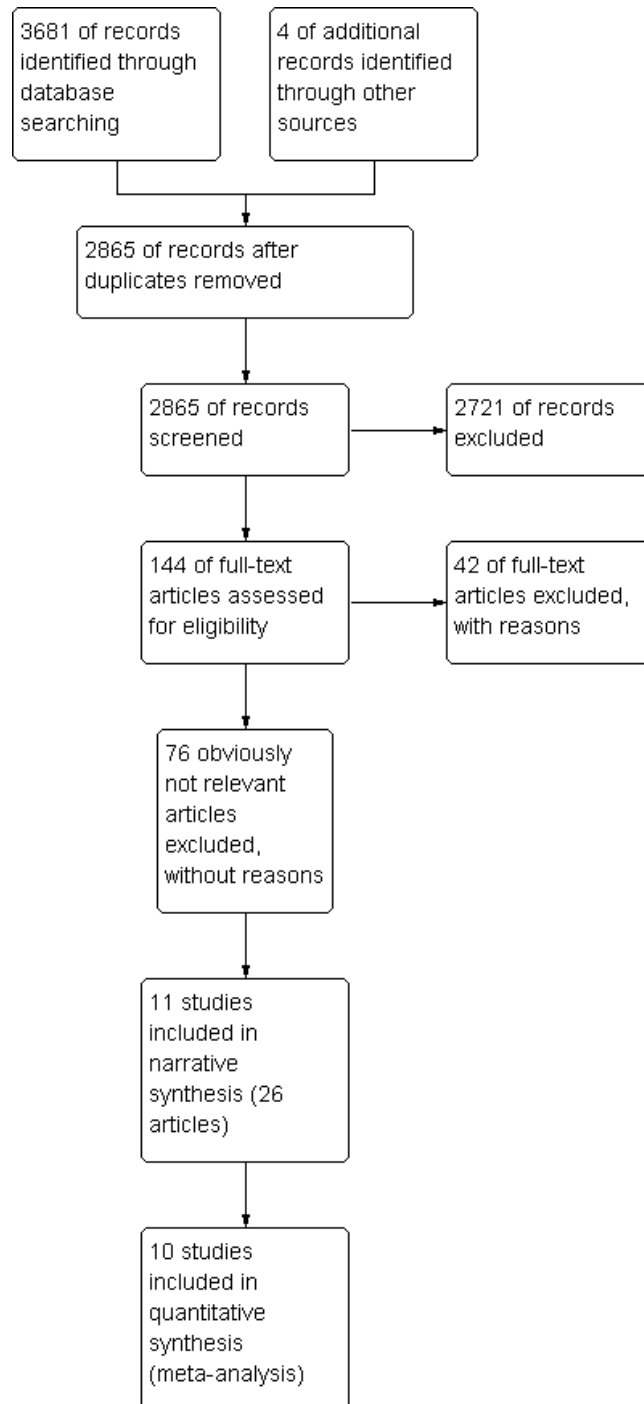 3681 of records
identified through
database
searching
4 of additional
records identified
through other
sources
2865 of records after
duplicates removed
2865 of records
screened
2721 of records
excluded
144 of full-text
articles assessed
for eligibility
42 of full-text
articles excluded,
with reasons
76 obviously
not relevant
articles
excluded,
without reasons
11 studies
included in
narrative
synthesis (26
articles)
10 studies
included in
quantitative
synthesis
(meta-analysis)